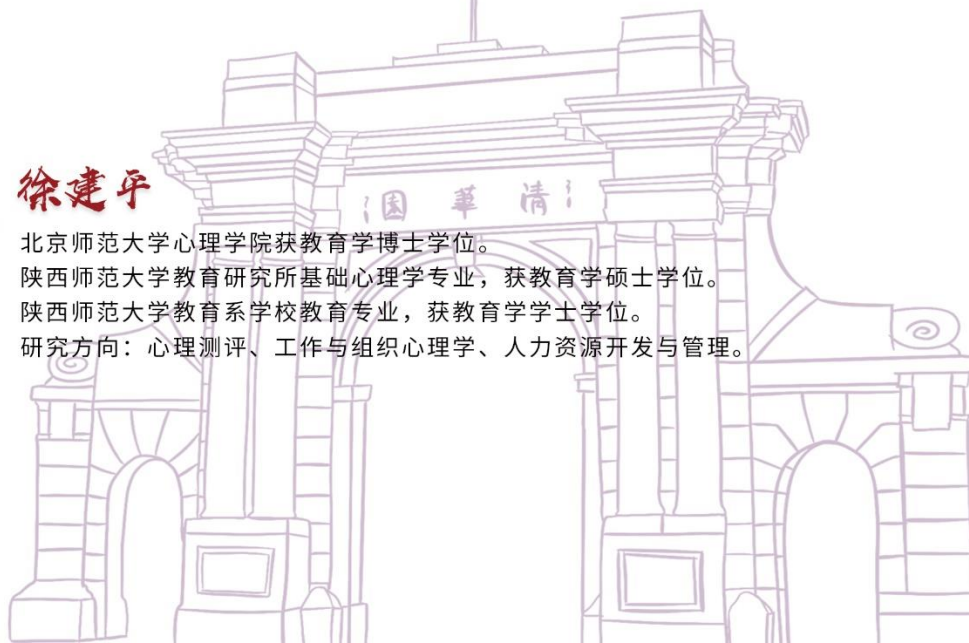 徐建平
園華清
北京师范大学心理学院获教育学博士学位。
陕西师范大学教育研究所基础心理学专业，获教育学硕士学位。
陕西师范大学教育系学校教育专业，获教育学学士学位。
研究方向：心理测评、工作与组织心理学、人力资源开发与管理。